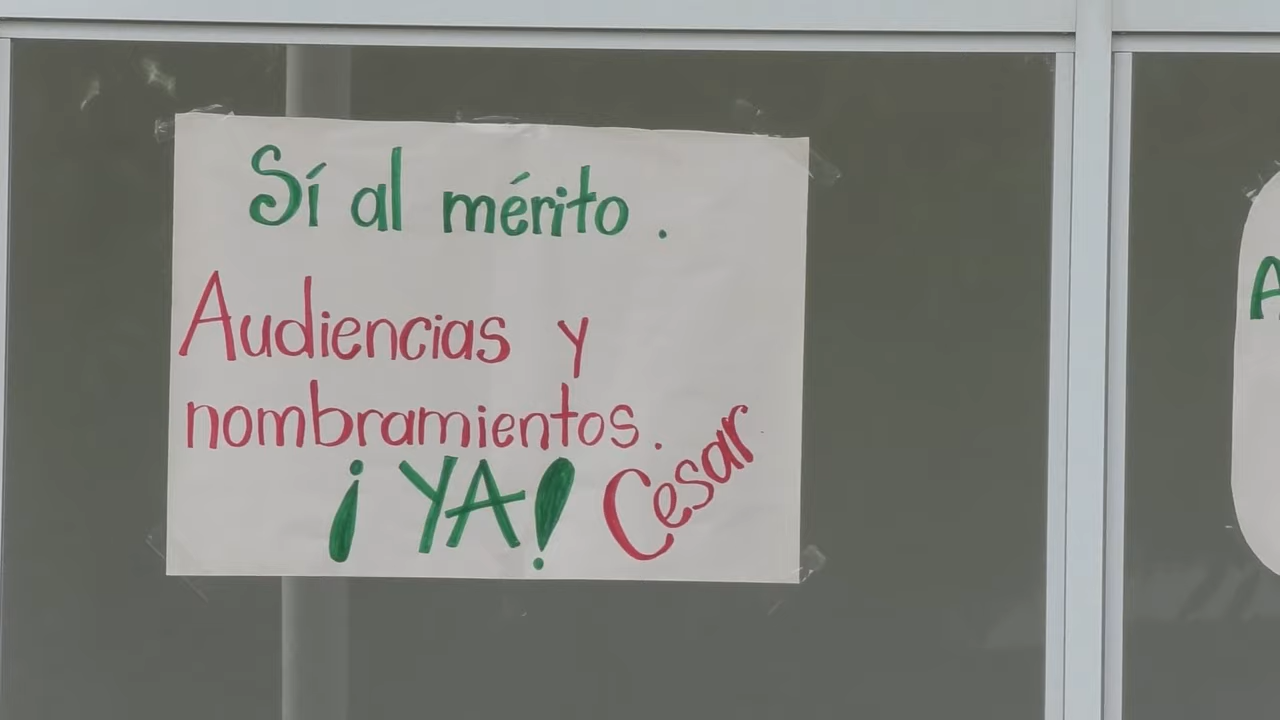 Sí al mérito.
Audiencias y
nombramientos.
¡YA! Cesar
A